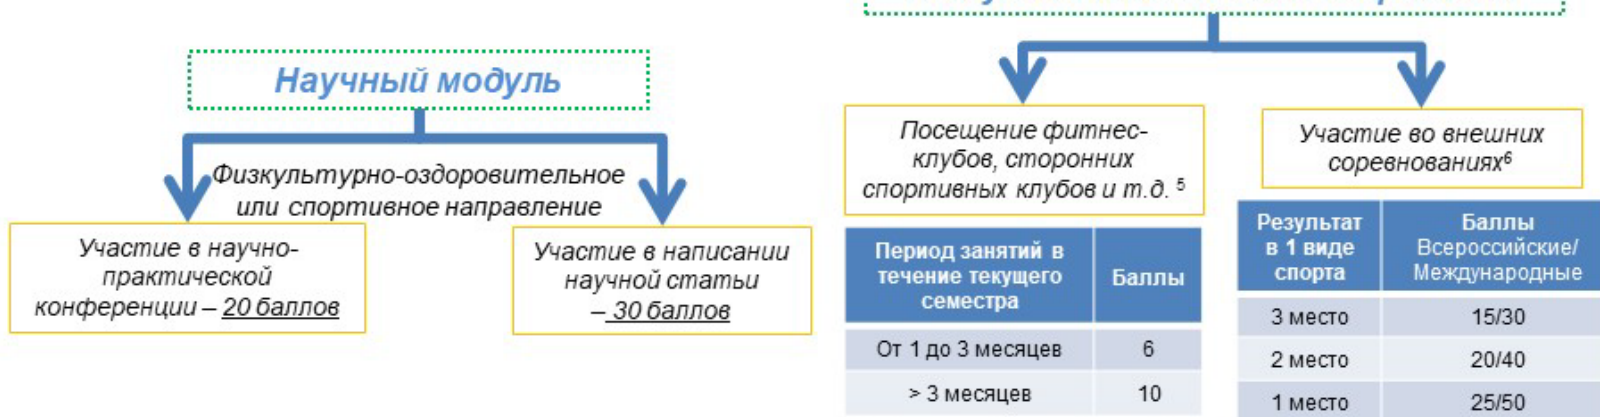 Научный модуль
Физкультурно-оздоровительное
или спортивное направление
Участие в научно-
практической
конференции – 20 баллов
Участие в написании
научной статьи
– 30 баллов
Посещение фитнес-
клубов, сторонних
спортивных клубов и т.д. ⁵
Период занятий в
течение текущего
семестра
Баллы
От 1 до 3 месяцев 6
> 3 месяцев 10
Участие во внешних
соревнованиях⁶
Результат
в 1 виде
спорта
Баллы
Всероссийские/
Международные
3 место 15/30
2 место 20/40
1 место 25/50